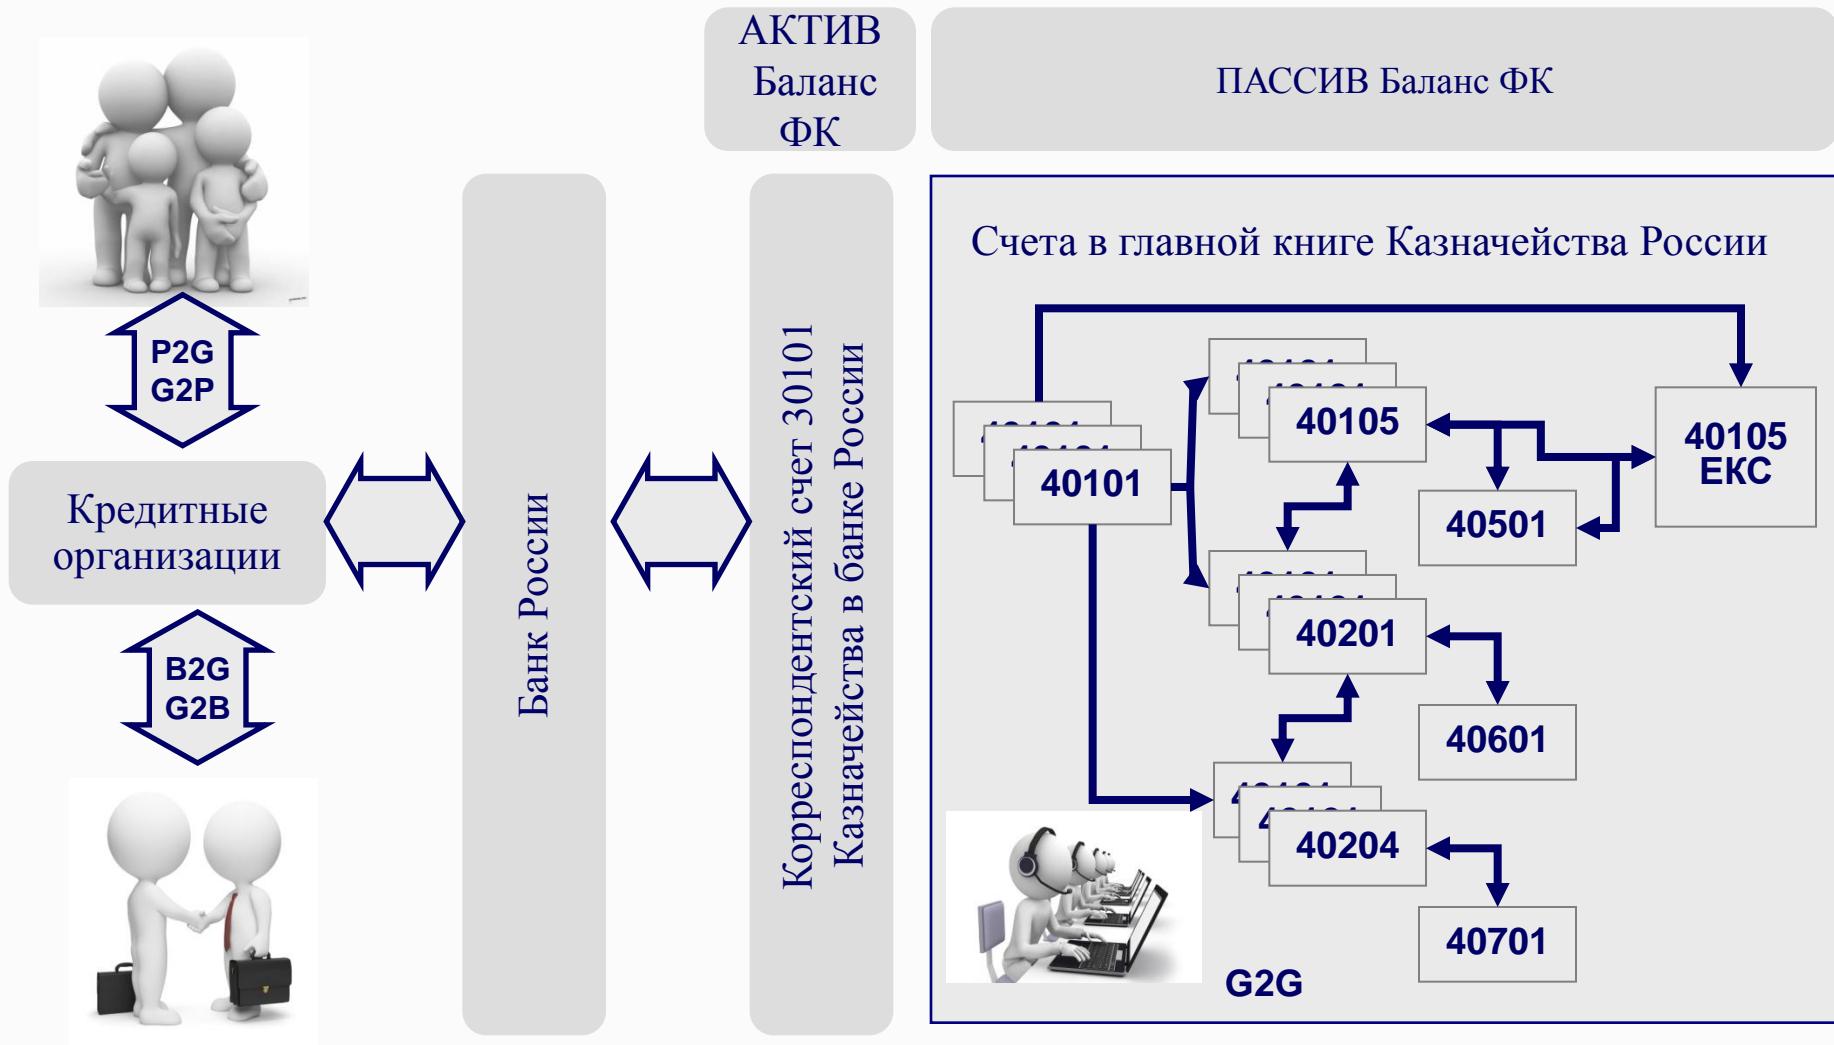 АКТИВ
Баланс
ФК
ПАССИВ Баланс ФК
P2G
G2P
Кредитные
организации
B2G
G2B
Банк России
Корреспондентский счет 30101
Казначейства в банке России
Счета в главной книге Казначейства России
40101
40105
40105
ЕКС
40501
40201
40601
40204
40701
G2G